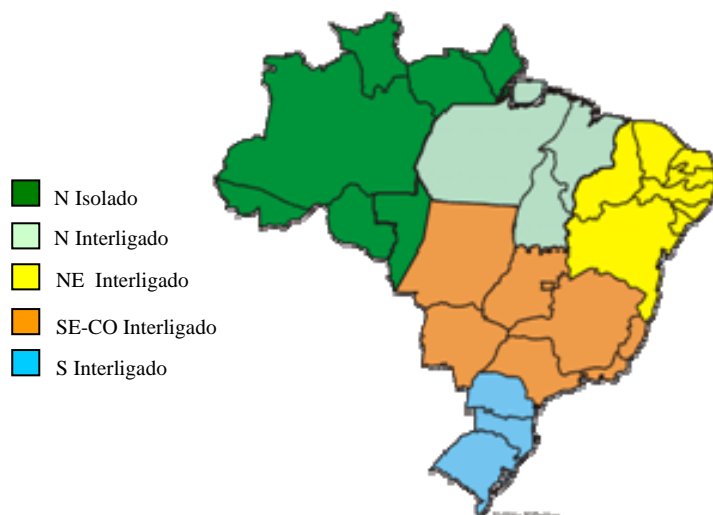 N Isolado
N Interligado
NE Interligado
SE-CO Interligado
S Interligado